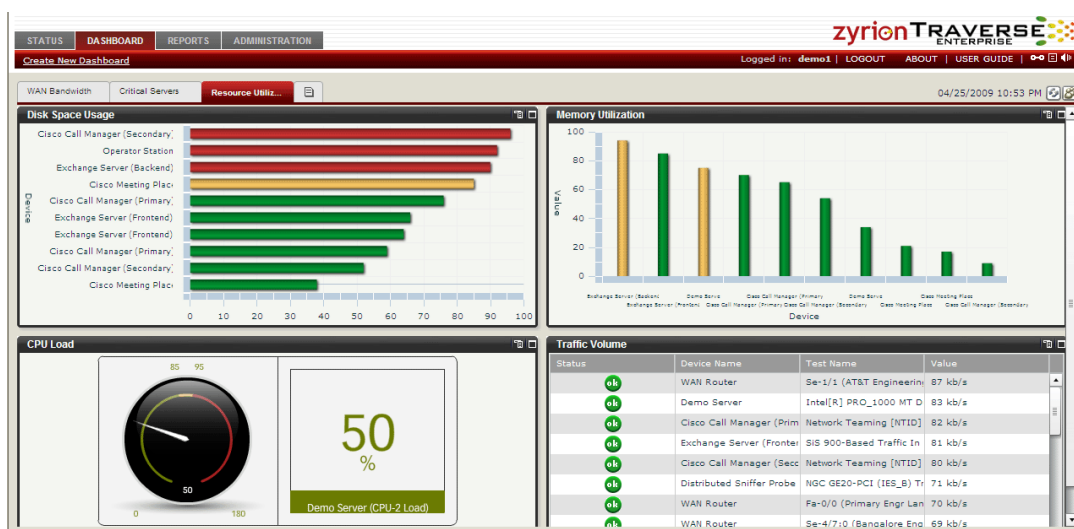 zyrion TRAVERSE
ENTERPRISE
STATUS DASHBOARD REPORTS ADMINISTRATION
Create New Dashboard
Logged in: demo1 | LOGOUT ABOUT | USER GUIDE |
WAN Bandwidth Critical Servers Resource Utiliz...
04/25/2009 10:53 PM
Disk Space Usage
Device
Cisco Call Manager (Secondary)
Operator Station
Exchange Server (Backend)
Cisco Meeting Plac
Cisco Call Manager (Primary)
Exchange Server (Frontend)
Exchange Server (Frontend)
Cisco Call Manager (Primary)
Cisco Call Manager (Secondary)
Cisco Meeting Plac
0 10 20 30 40 50 60 70 80 90 100
Memory Utilization
Value
100
80
60
40
20
0
Device
CPU Load
85 95
50
0 180
50
%
Demo Server (CPU-2 Load)
Traffic Volume
Status Device Name Test Name Value
ok WAN Router Se-1/1 (AT&T Engineerin 87 kb/s
ok Demo Server Intel[R] PRO_1000 MT D 83 kb/s
ok Cisco Call Manager (Prim Network Teaming [NTID] 82 kb/s
ok Exchange Server (Fronter SiS 900-Based Traffic In 81 kb/s
ok Cisco Call Manager (Secc Network Teaming [NTID] 80 kb/s
ok Distributed Sniffer Probe NGC GE20-PCI (IES_B) Tr 71 kb/s
ok WAN Router Fa-0/0 (Primary Engr Lan 70 kb/s
ok WAN Router Se-4/7:0 (Bangalore Eng 69 kb/s